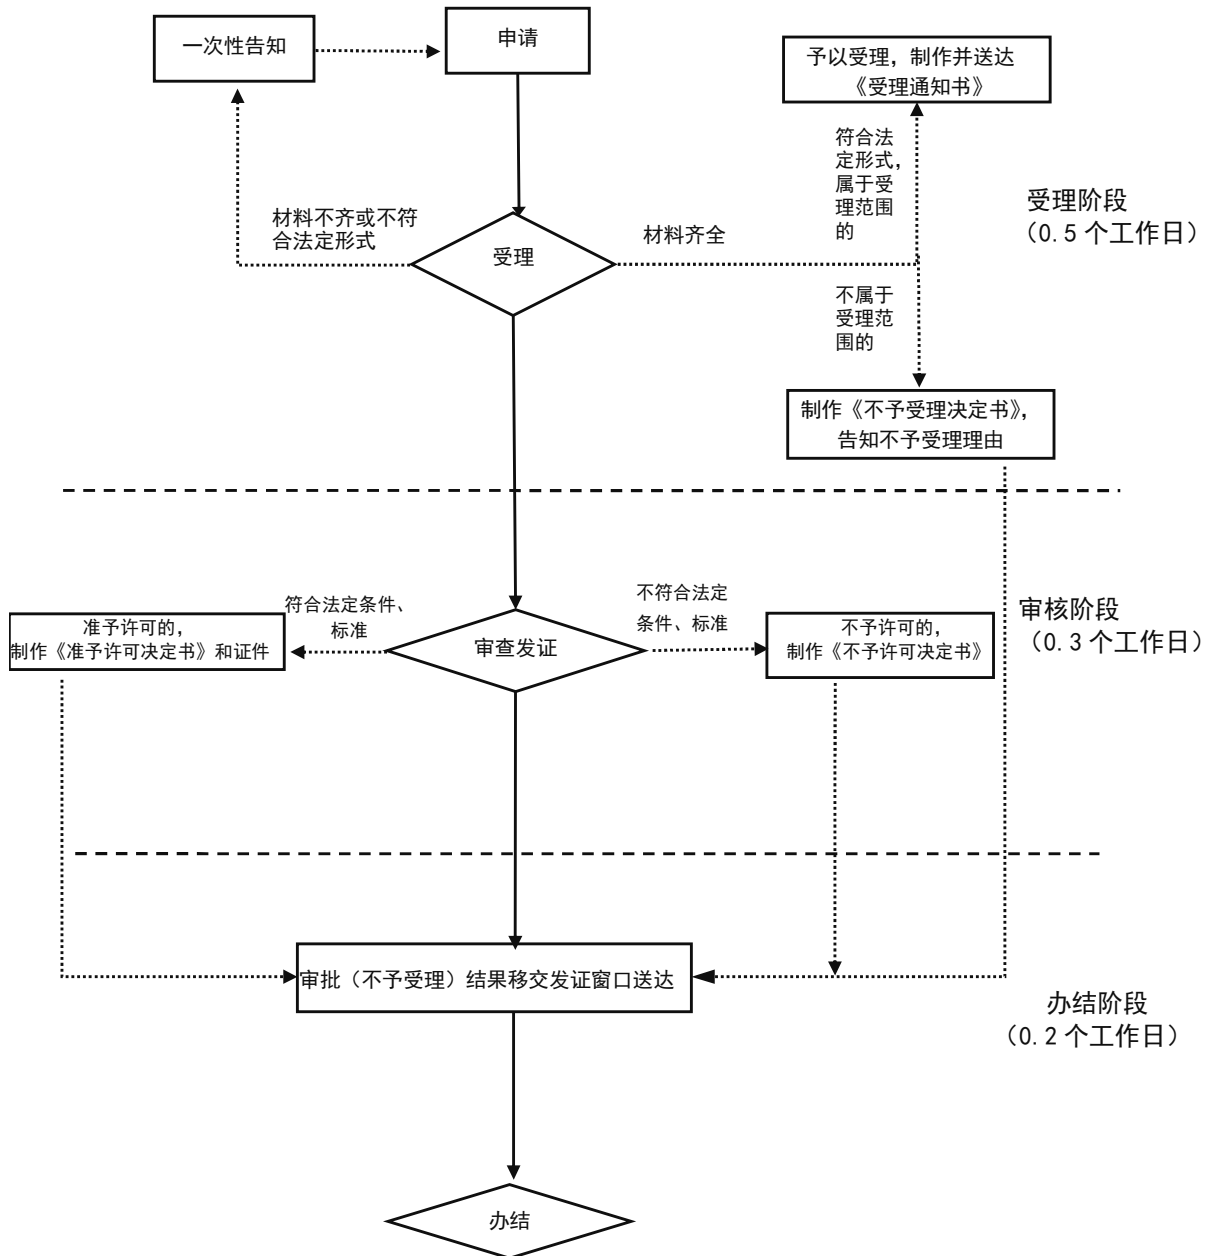 一次性告知
申请
予以受理，制作并送达
《受理通知书》
符合法
定形式，
属于受
理范围
的
受理阶段
（0.5个工作日）
材料不齐或不符
合法定形式
受理
材料齐全
不属于
受理范
围的
制作《不予受理决定书》，
告知不予受理理由
符合法定条件、
标准
不符合法定
条件、标准
审核阶段
（0.3个工作日）
准予许可的，
制作《准予许可决定书》和证件
审查发证
不予许可的，
制作《不予许可决定书》
审批（不予受理）结果移交发证窗口送达
办结阶段
（0.2个工作日）
办结